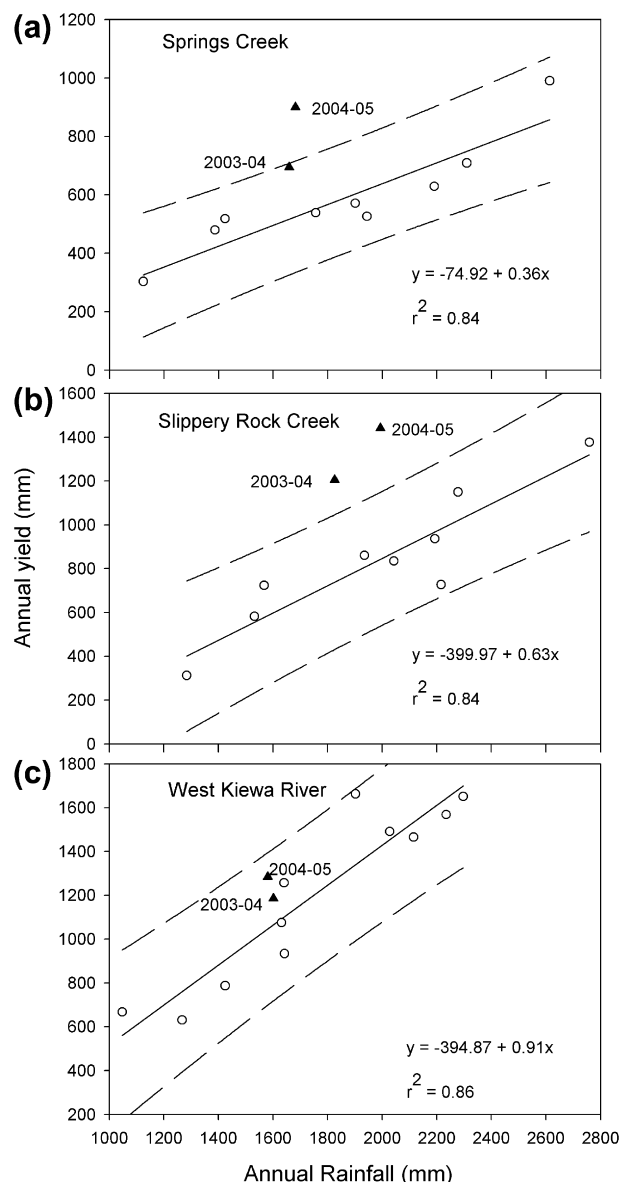 (a)
Springs Creek
1200
1000
800
600
400
200
0
2004-05
2003-04
y = -74.92 + 0.36x
r2 = 0.84
(b)
Slippery Rock Creek
1600
1400
1200
1000
800
600
400
200
0
2004-05
2003-04
y = -399.97 + 0.63x
r2 = 0.84
Annual yield (mm)
(c)
West Kiewa River
1800
1600
1400
1200
1000
800
600
400
200
2004-05
2003-04
y = -394.87 + 0.91x
r2 = 0.86
1000 1200 1400 1600 1800 2000 2200 2400 2600 2800
Annual Rainfall (mm)